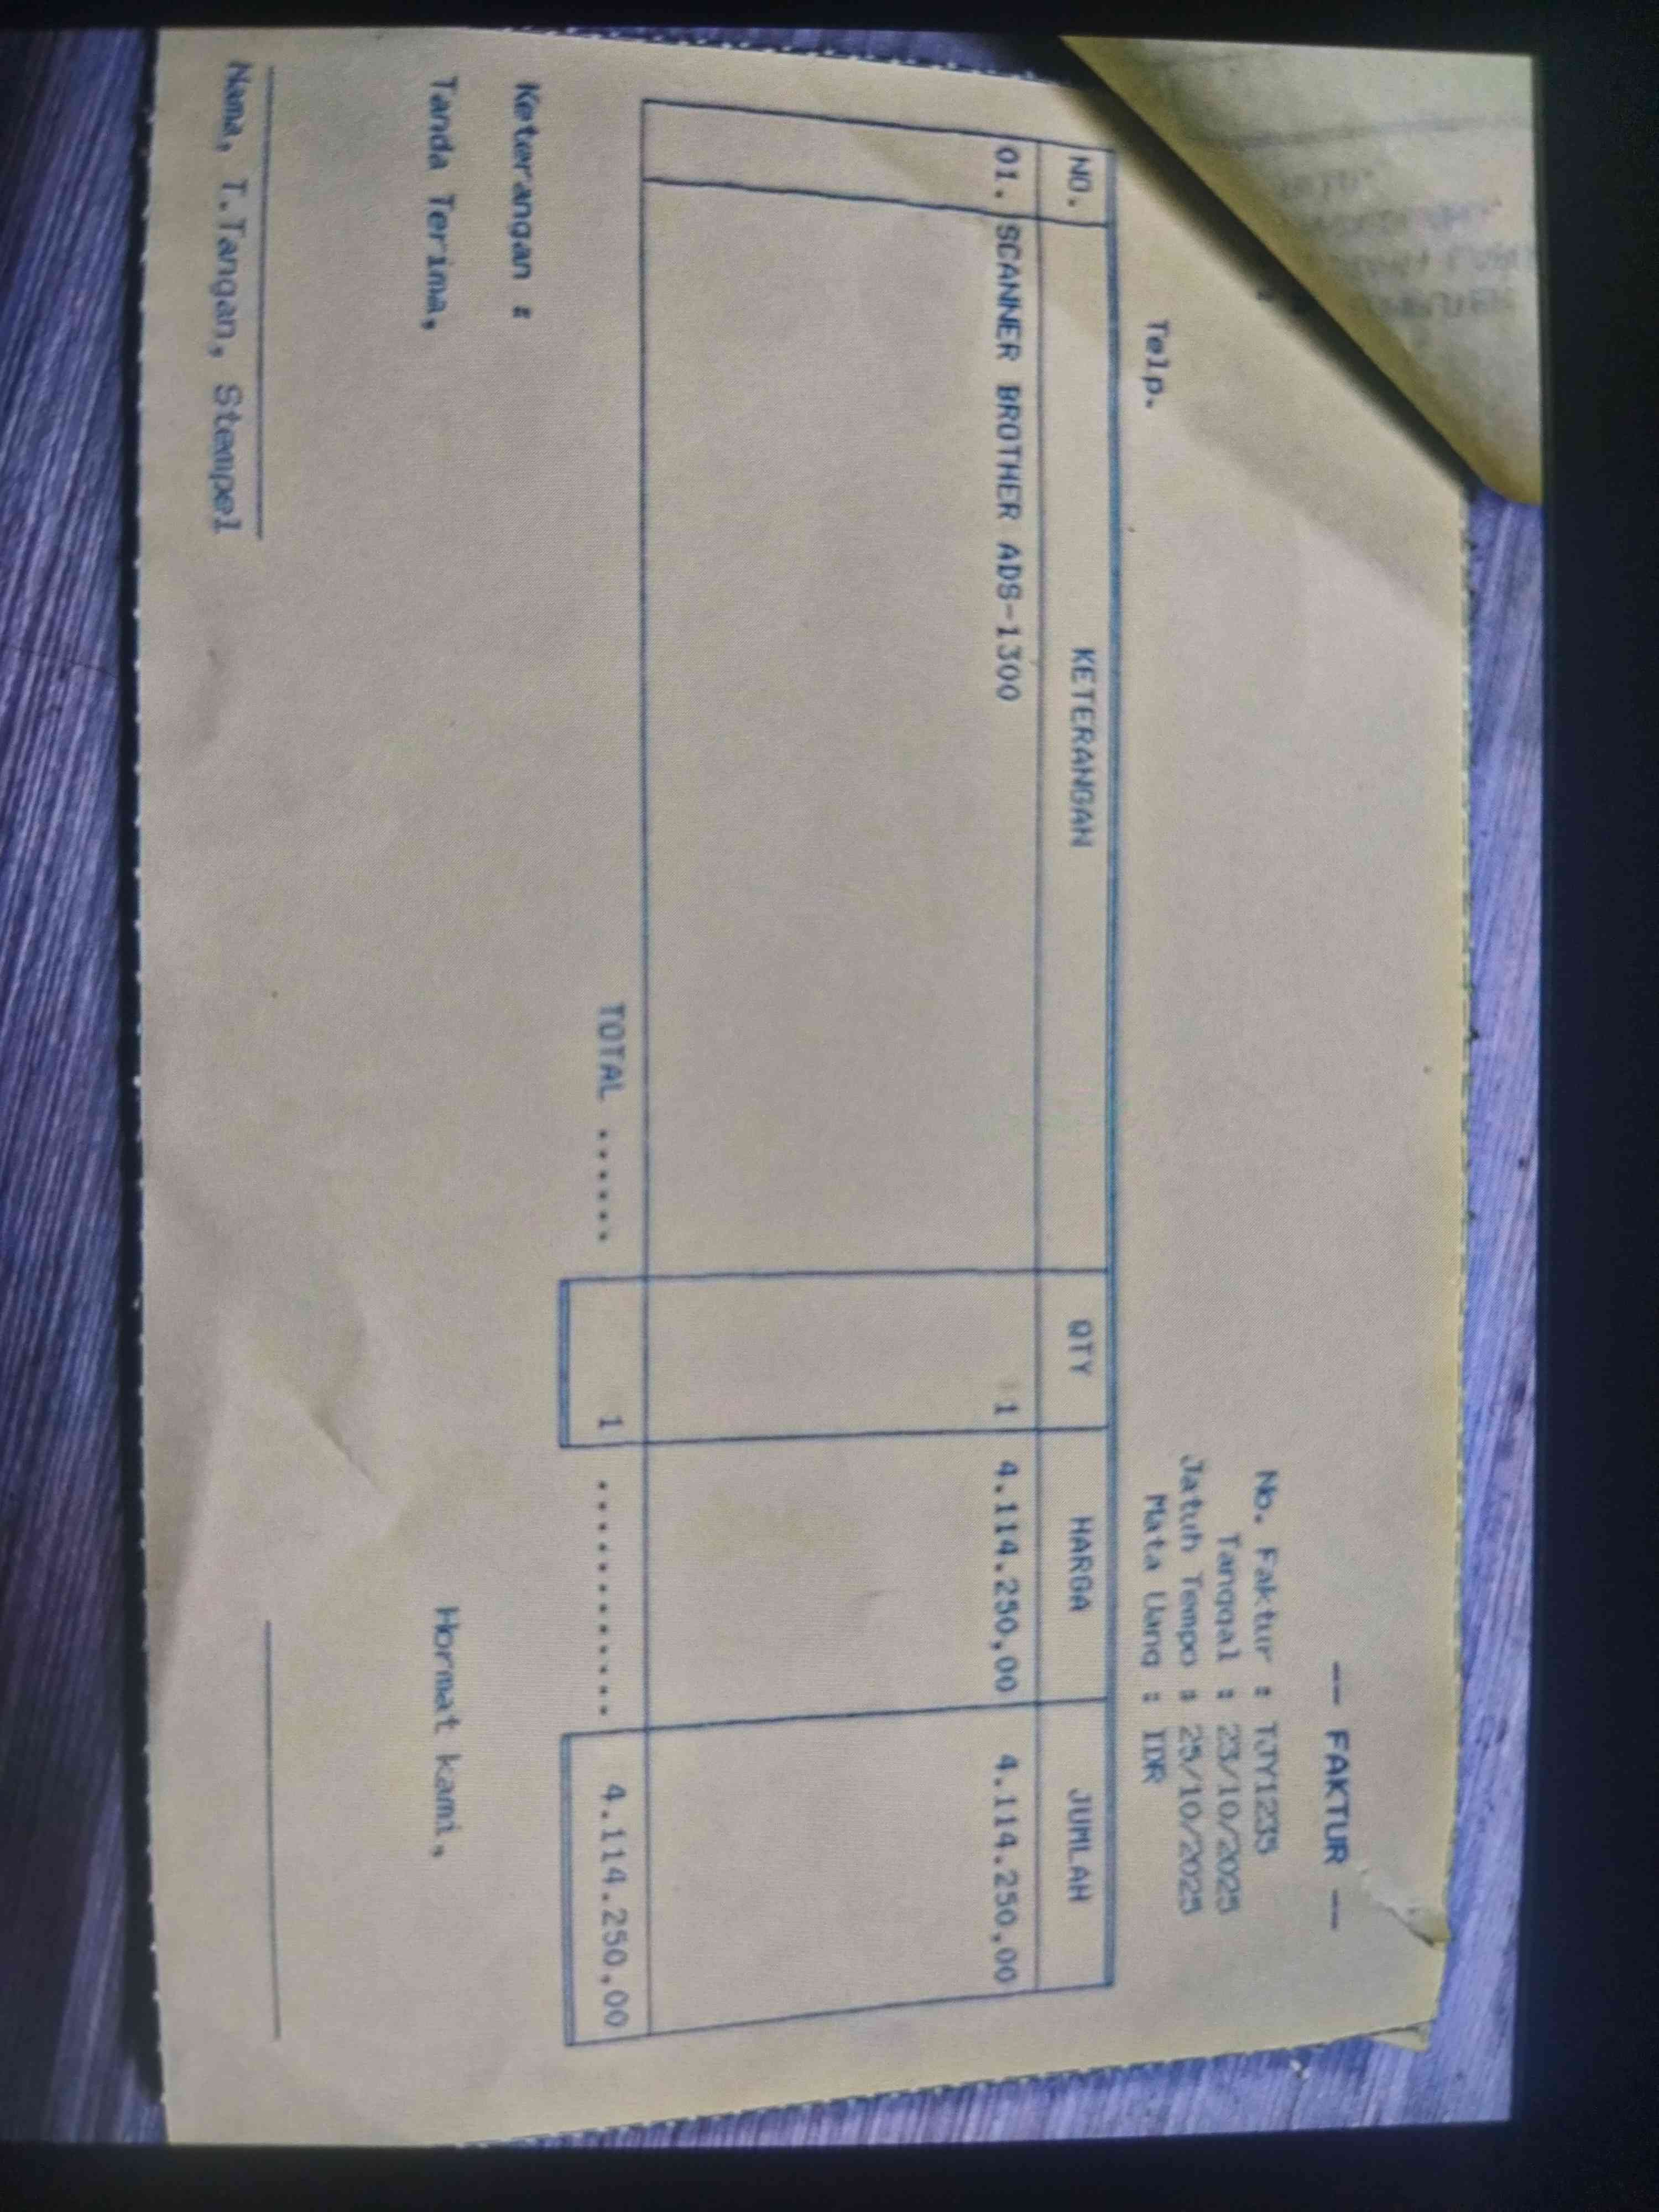 -- FAKTUR --
No. Faktur : TJY1235
Tanggal : 23/10/2025
Jatuh Tempo : 25/10/2025
Telp.
Mata Uang : IDR
NO. KETERANGAN QTY HARGA JUMLAH
01. SCANNER BROTHER ADS-1300 1 4.114.250,00 4.114.250,00
TOTAL ...... 1 ........... 4.114.250,00
Keterangan :
Tanda Terima, Hormat kami,
Nama, T.Tangan, Stempel